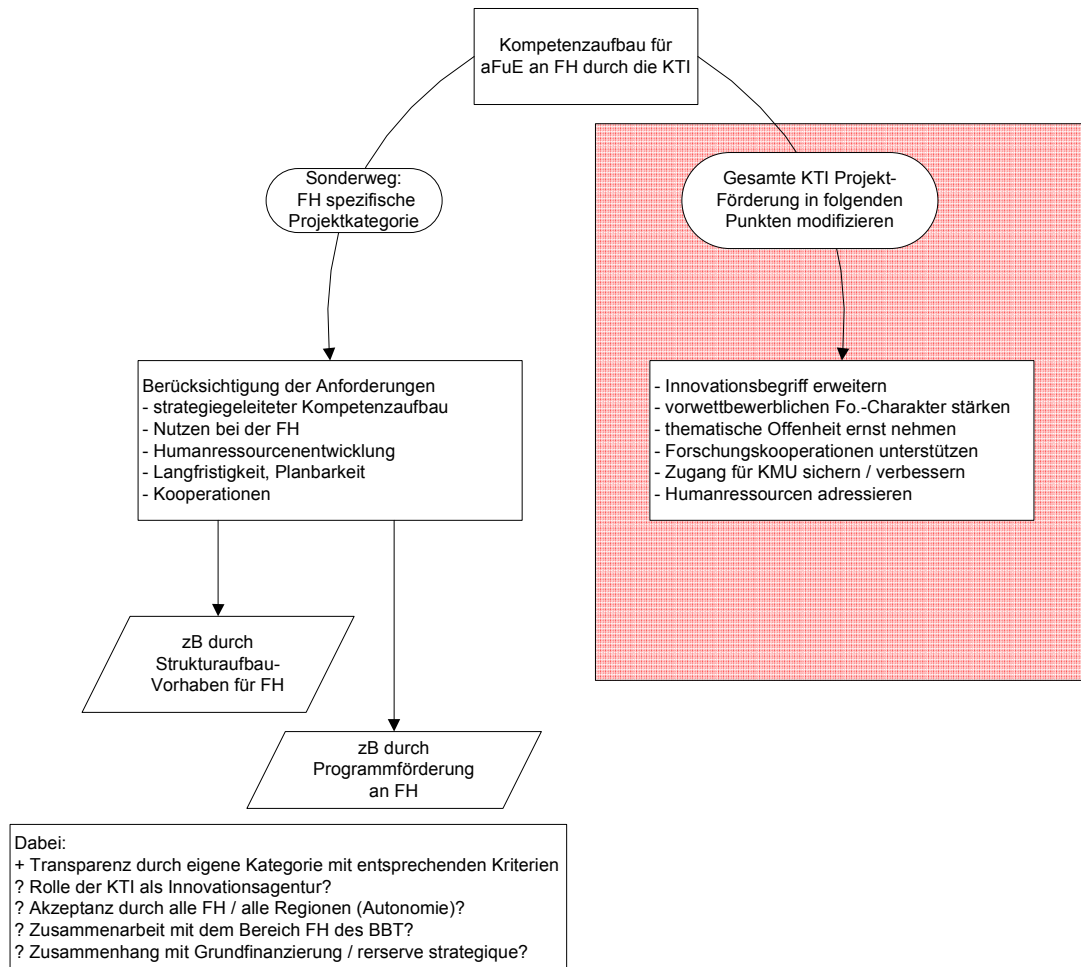 Kompetenzaufbau für
aFuE an FH durch die KTI
Sonderweg:
FH spezifische
Projektkategorie
Gesamte KTI Projekt-
Förderung in folgenden
Punkten modifizieren
Berücksichtigung der Anforderungen
- strategiegeleiteter Kompetenzaufbau
- Nutzen bei der FH
- Humanressourcenentwicklung
- Langfristigkeit, Planbarkeit
- Kooperationen
- Innovationsbegriff erweitern
- vorwettbewerblichen Fo.-Charakter stärken
- thematische Offenheit ernst nehmen
- Forschungskooperationen unterstützen
- Zugang für KMU sichern / verbessern
- Humanressourcen adressieren
zB durch
Strukturaufbau-
Vorhaben für FH
zB durch
Programmförderung
an FH
Dabei:
+ Transparenz durch eigene Kategorie mit entsprechenden Kriterien
? Rolle der KTI als Innovationsagentur?
? Akzeptanz durch alle FH / alle Regionen (Autonomie)?
? Zusammenarbeit mit dem Bereich FH des BBT?
? Zusammenhang mit Grundfinanzierung / rerserve strategique?